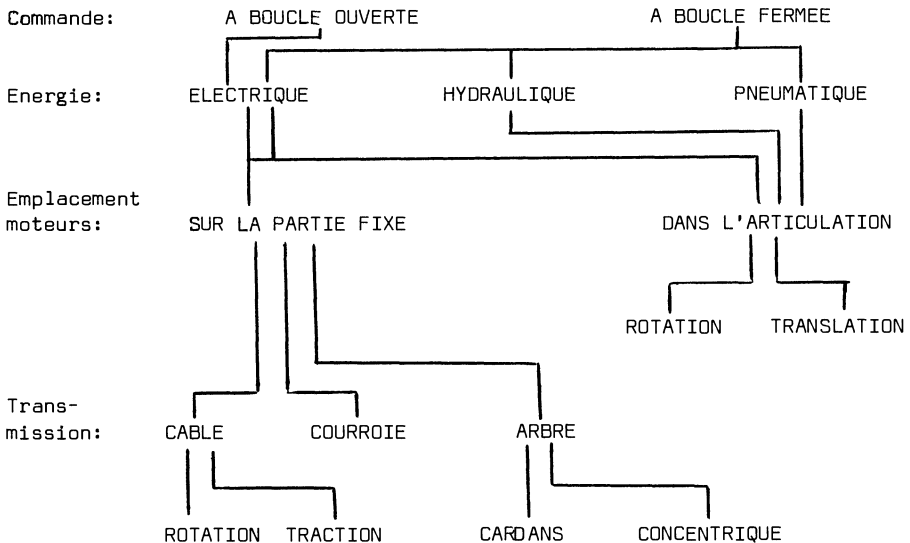 Commande: A BOUCLE OUVERTE A BOUCLE FERMEE
Energie: ELECTRIQUE HYDRAULIQUE PNEUMATIQUE
Emplacement
moteurs: SUR LA PARTIE FIXE DANS L'ARTICULATION
ROTATION TRANSLATION
Trans-
mission: CABLE COURROIE ARBRE
ROTATION TRACTION CARDANS CONCENTRIQUE